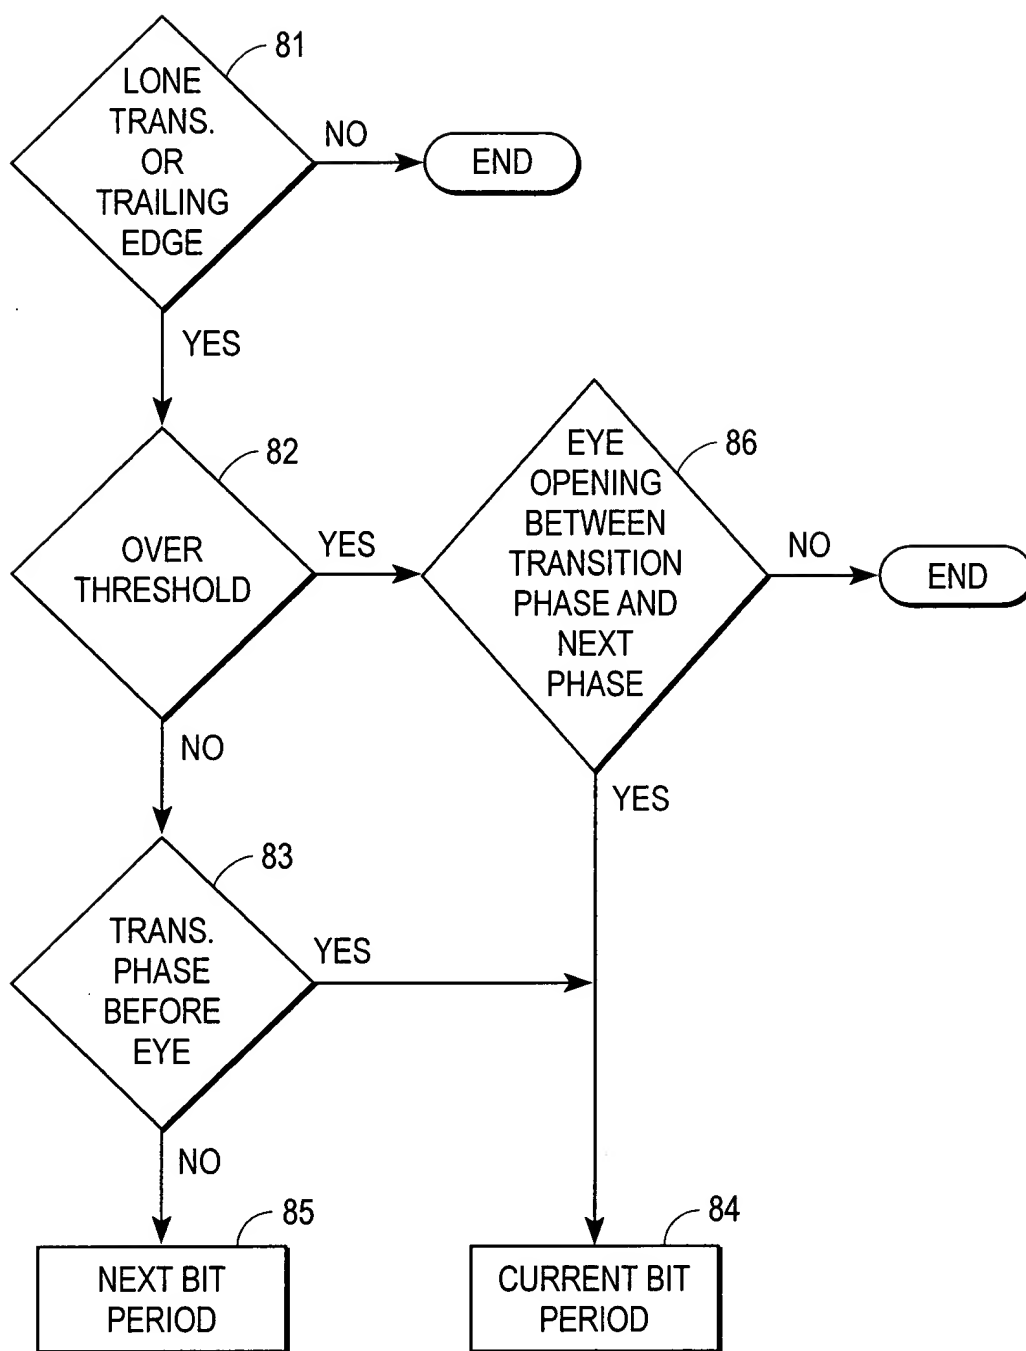 81
LONE
TRANS.
OR
TRAILING
EDGE
NO
END
YES
82
OVER
THRESHOLD
YES
86
EYE
OPENING
BETWEEN
TRANSITION
PHASE AND
NEXT
PHASE
NO
END
NO
YES
83
TRANS.
PHASE
BEFORE
EYE
YES
NO
85
NEXT BIT
PERIOD
84
CURRENT BIT
PERIOD